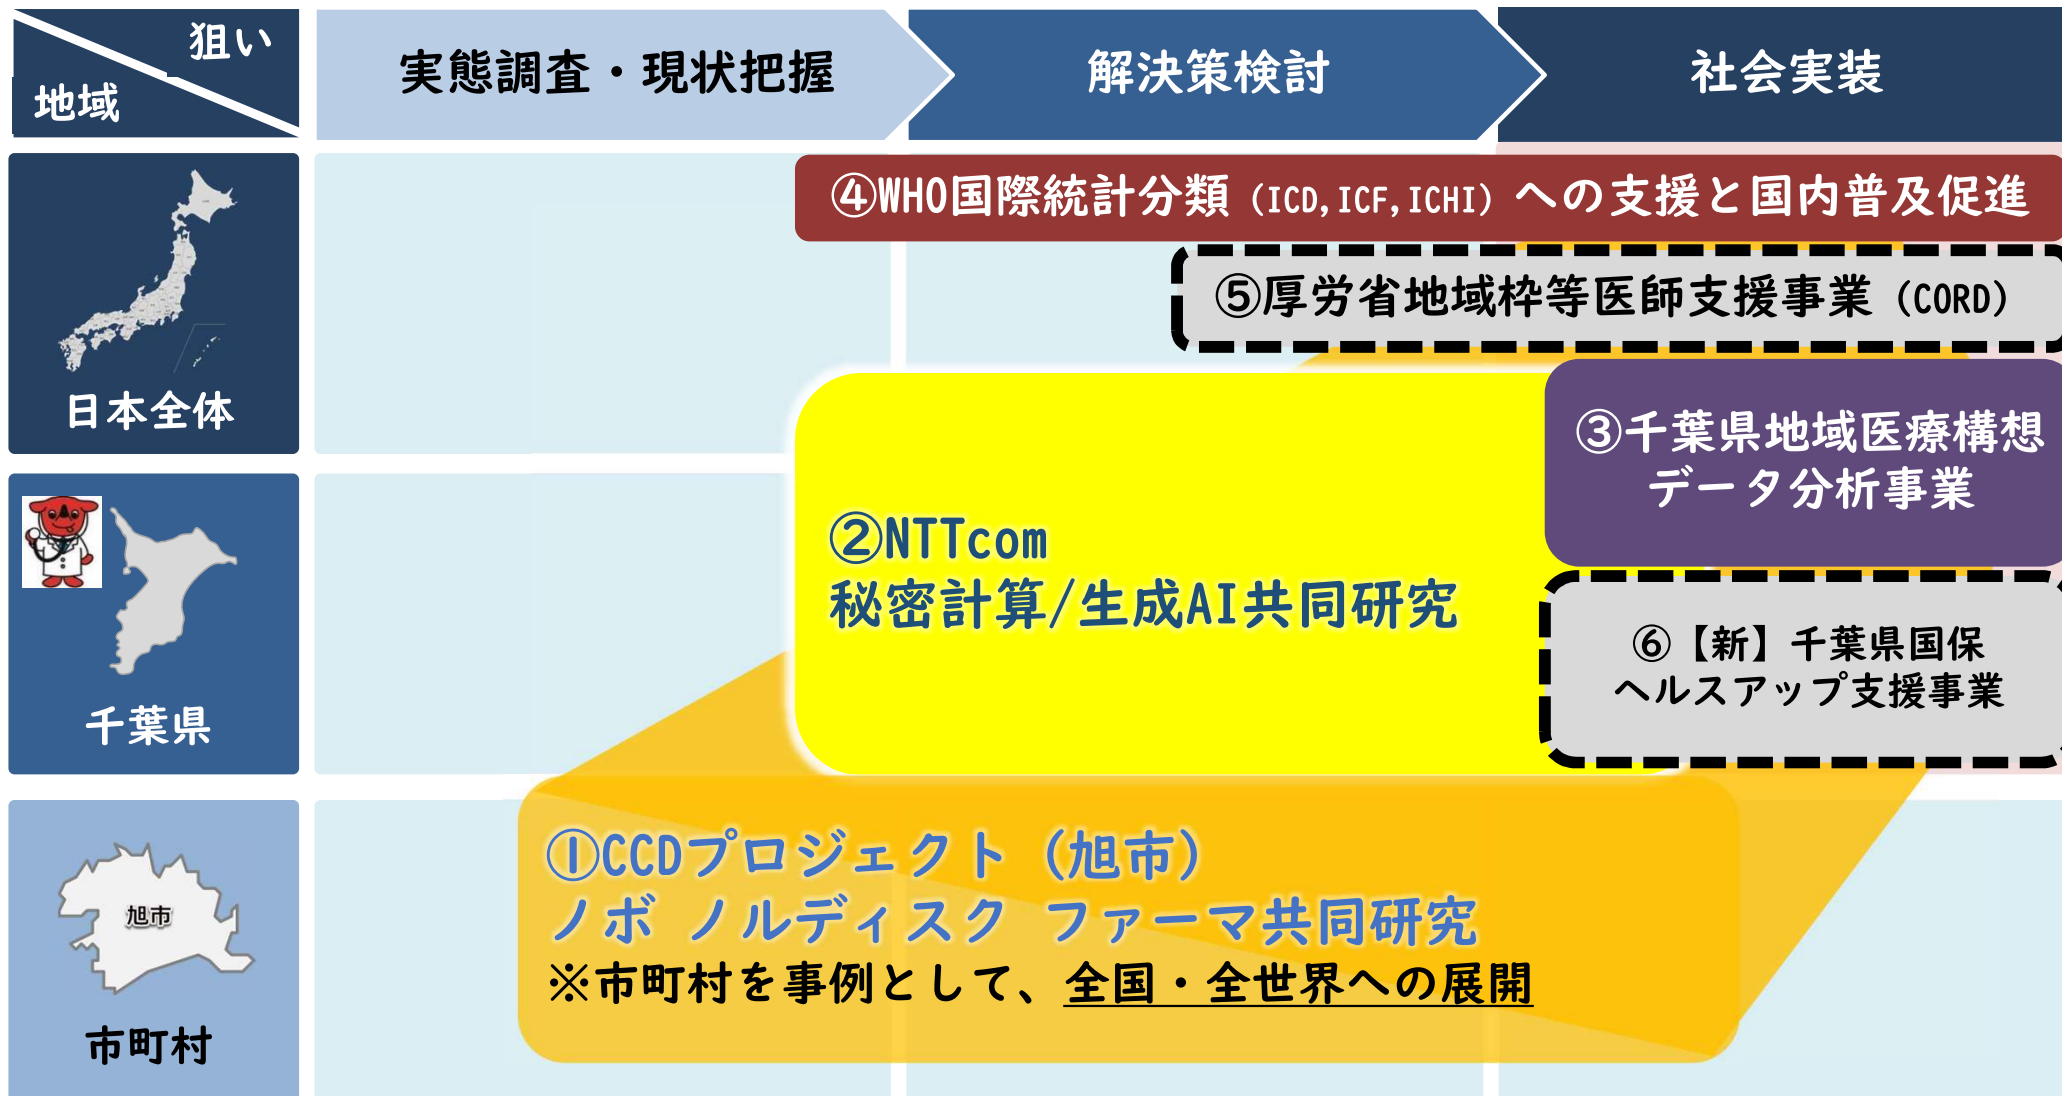 狙い
地域
実態調査・現状把握
解決策検討
社会実装
日本全体
④WHO国際統計分類（ICD,ICF,ICHI）への支援と国内普及促進
⑤厚労省地域枠等医師支援事業（CORD）
③千葉県地域医療構想
データ分析事業
千葉県
②NTTcom
秘密計算/生成AI共同研究
⑥【新】千葉県国保
ヘルスアップ支援事業
旭市
市町村
①CCDプロジェクト（旭市）
ノボ ノルディスク ファーマ共同研究
※市町村を事例として、全国・全世界への展開